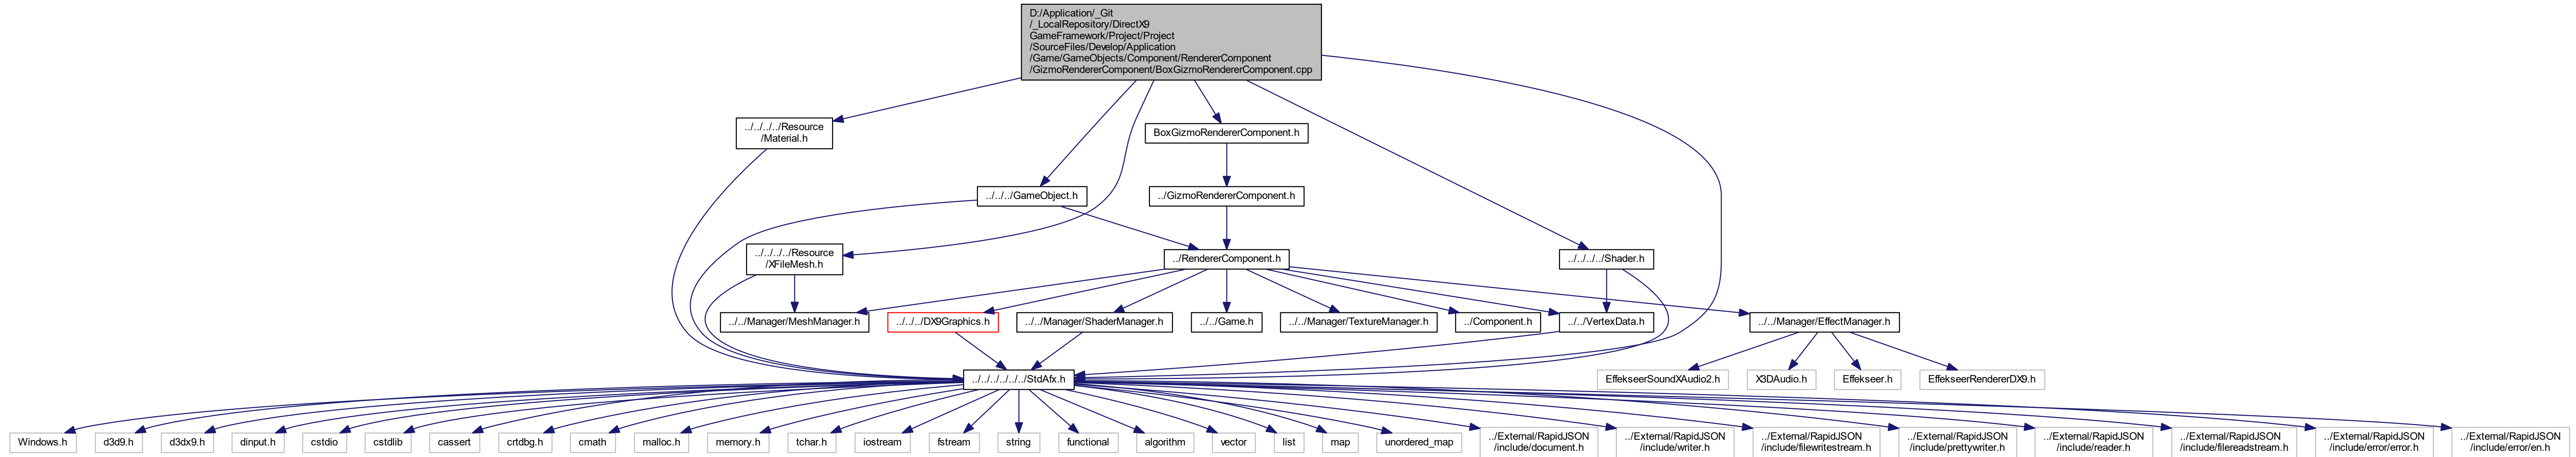 D:/Application/_Git
/_LocalRepository/DirectX9
GameFramework/Project/Project
/SourceFiles/Develop/Application
/Game/GameObjects/Component/RendererComponent
/GizmoRendererComponent/BoxGizmoRendererComponent.cpp
../../../../Resource
/Material.h
BoxGizmoRendererComponent.h
../../../GameObject.h
../GizmoRendererComponent.h
../../../../Resource
/XFileMesh.h
../RendererComponent.h
../../../../Shader.h
../../Manager/MeshManager.h
../../../DX9Graphics.h
../../Manager/ShaderManager.h
../../Game.h
../../Manager/TextureManager.h
../Component.h
../../VertexData.h
../../Manager/EffectManager.h
../../../../../../StdAfx.h
EffekseerSoundXAudio2.h
X3DAudio.h
Effekseer.h
EffekseerRendererDX9.h
Windows.h
d3d9.h
d3dx9.h
dinput.h
cstdio
cstdlib
cassert
crtdbg.h
cmath
malloc.h
memory.h
tchar.h
iostream
fstream
string
functional
algorithm
vector
list
map
unordered_map
../External/RapidJSON
/include/document.h
../External/RapidJSON
/include/writer.h
../External/RapidJSON
/include/filewritestream.h
../External/RapidJSON
/include/prettywriter.h
../External/RapidJSON
/include/reader.h
../External/RapidJSON
/include/filereadstream.h
../External/RapidJSON
/include/error/error.h
../External/RapidJSON
/include/error/en.h